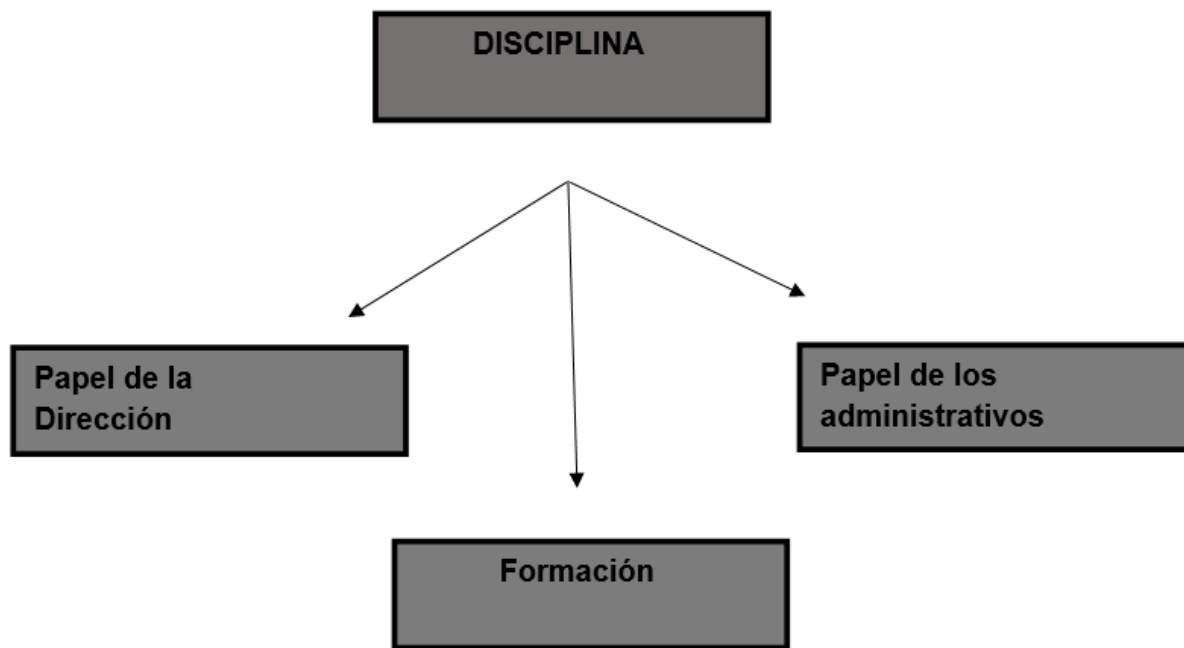 DISCIPLINA
Papel de la
Dirección
Papel de los
administrativos
Formación